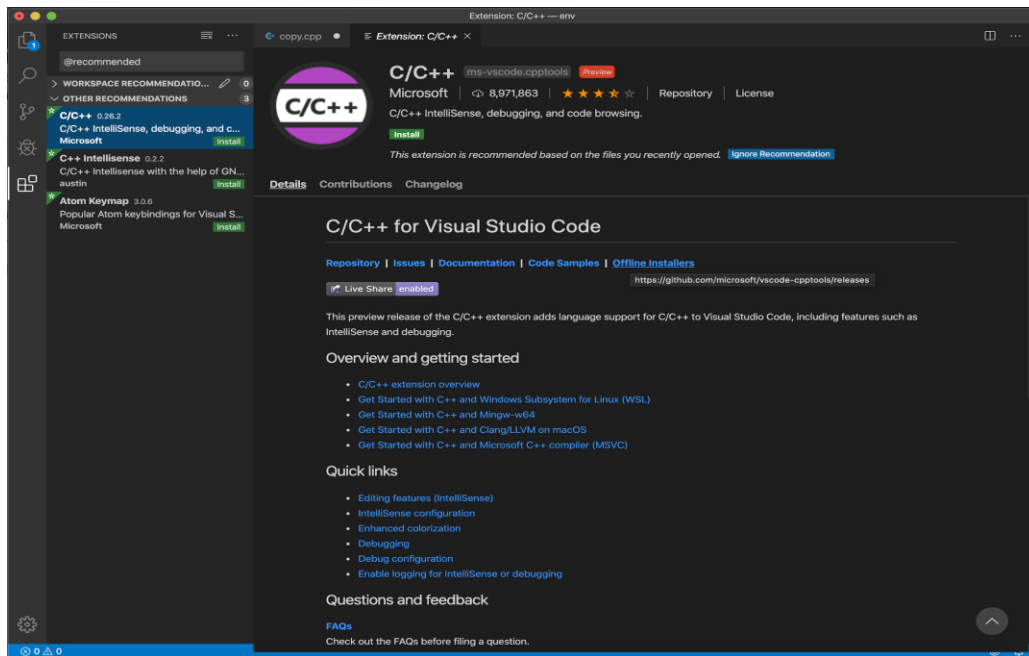 Extension: C/C++ — env
EXTENSIONS
@recommended
WORKSPACE RECOMMENDATIO... 0
OTHER RECOMMENDATIONS 3
C/C++ 0.26.2
C/C++ IntelliSense, debugging, and c...
Microsoft Install
C++ Intellisense 0.2.2
C/C++ Intellisense with the help of GN...
austin Install
Atom Keymap 3.0.6
Popular Atom keybindings for Visual S...
Microsoft Install
1
copy.cpp
Extension: C/C++
C/C++
C/C++ ms-vscode.cpptools Preview
Microsoft 8,971,863 Repository License
C/C++ IntelliSense, debugging, and code browsing.
Install
This extension is recommended based on the files you recently opened. Ignore Recommendation
Details Contributions Changelog
C/C++ for Visual Studio Code
Repository | Issues | Documentation | Code Samples | Offline Installers
https://github.com/microsoft/vscode-cpptools/releases
Live Share enabled
This preview release of the C/C++ extension adds language support for C/C++ to Visual Studio Code, including features such as
IntelliSense and debugging.
Overview and getting started
• C/C++ extension overview
• Get Started with C++ and Windows Subsystem for Linux (WSL)
• Get Started with C++ and Mingw-w64
• Get Started with C++ and Clang/LLVM on macOS
• Get Started with C++ and Microsoft C++ compiler (MSVC)
Quick links
• Editing features (IntelliSense)
• IntelliSense configuration
• Enhanced colorization
• Debugging
• Debug configuration
• Enable logging for IntelliSense or debugging
Questions and feedback
FAQs
Check out the FAQs before filing a question.
0 0